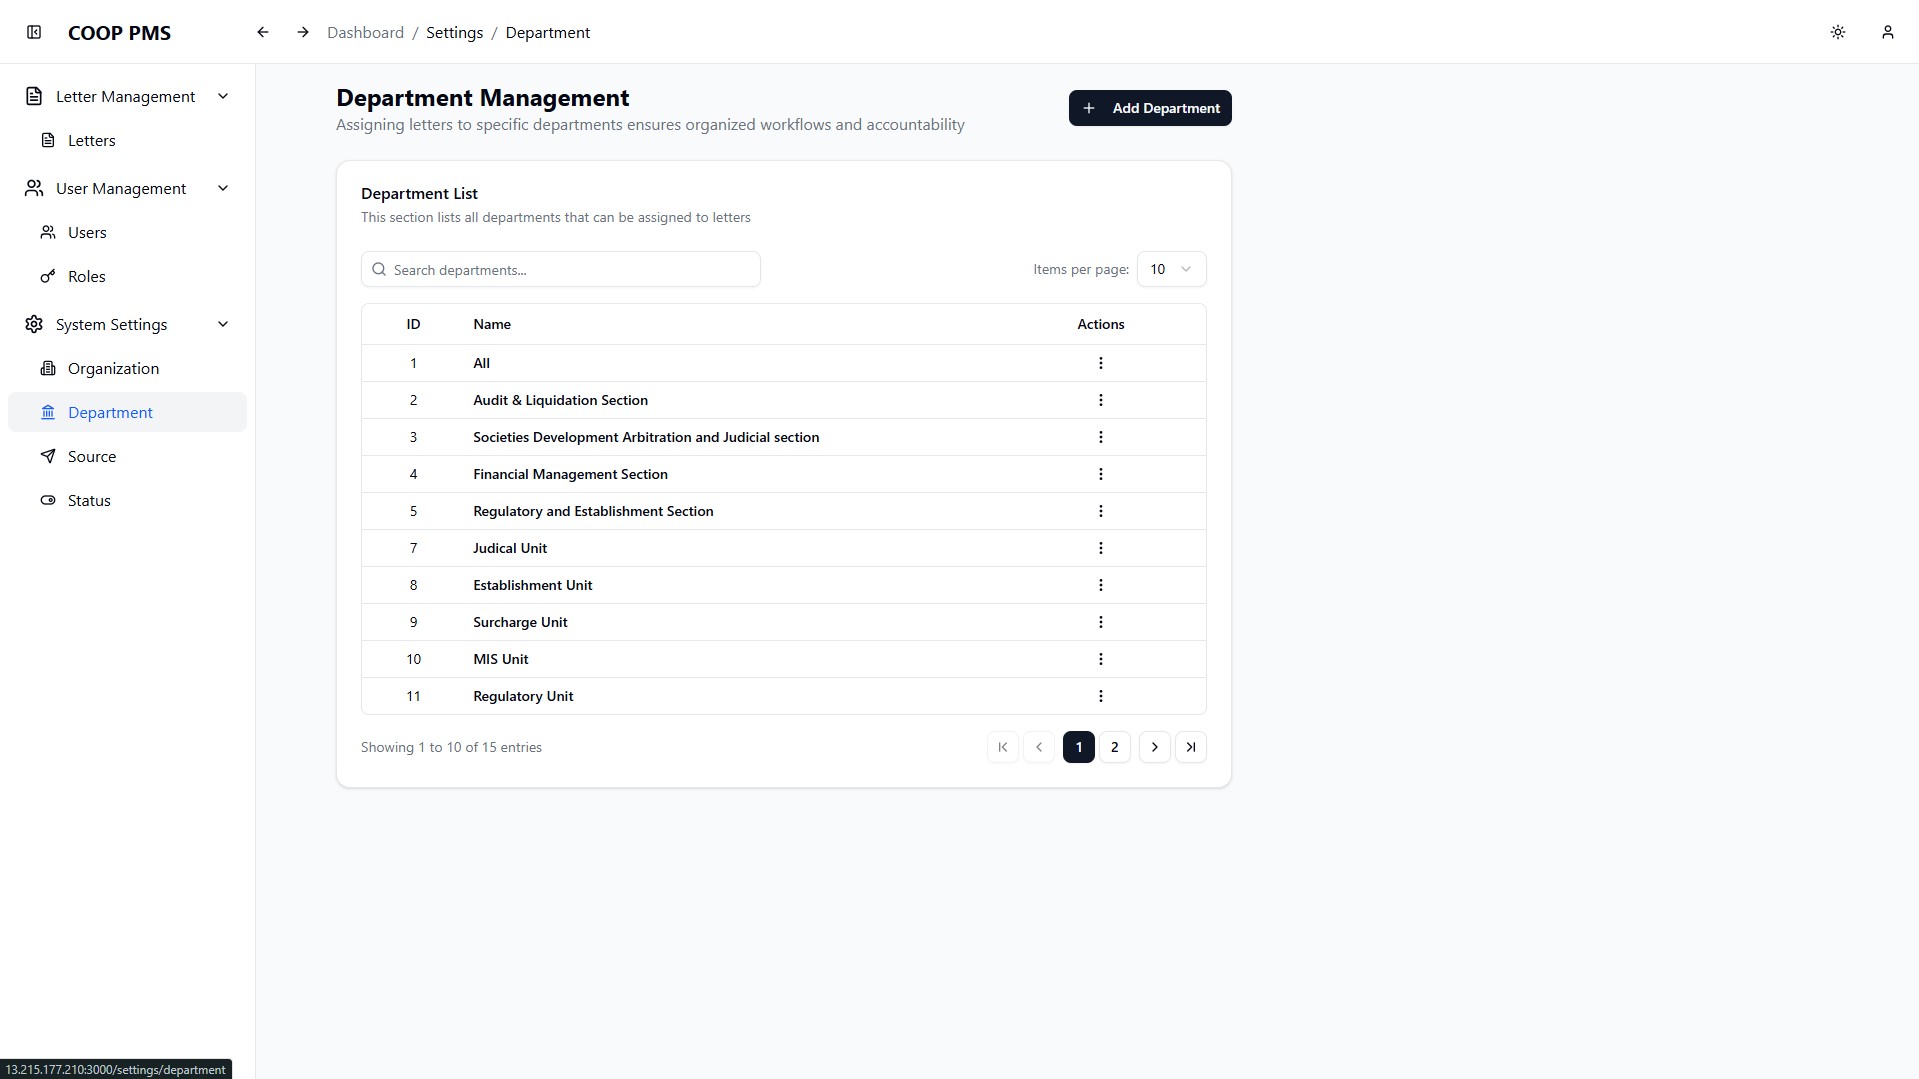 COOP PMS
Dashboard / Settings / Department
Letter Management
Letters
User Management
Users
Roles
System Settings
Organization
Department
Source
Status
Department Management
Assigning letters to specific departments ensures organized workflows and accountability
Add Department
Department List
This section lists all departments that can be assigned to letters
Search departments...
Items per page: 10
ID Name Actions
1 All
2 Audit & Liquidation Section
3 Societies Development Arbitration and Judicial section
4 Financial Management Section
5 Regulatory and Establishment Section
7 Judical Unit
8 Establishment Unit
9 Surcharge Unit
10 MIS Unit
11 Regulatory Unit
Showing 1 to 10 of 15 entries
1 2
13.215.177.210:3000/settings/department